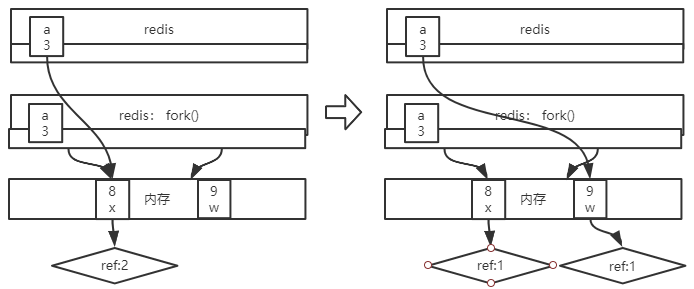 redis
a
3
redis： fork()
a
3
8
x
内存
9
w
ref:2
redis
a
3
redis： fork()
a
3
8
x
内存
9
w
ref:1
ref:1